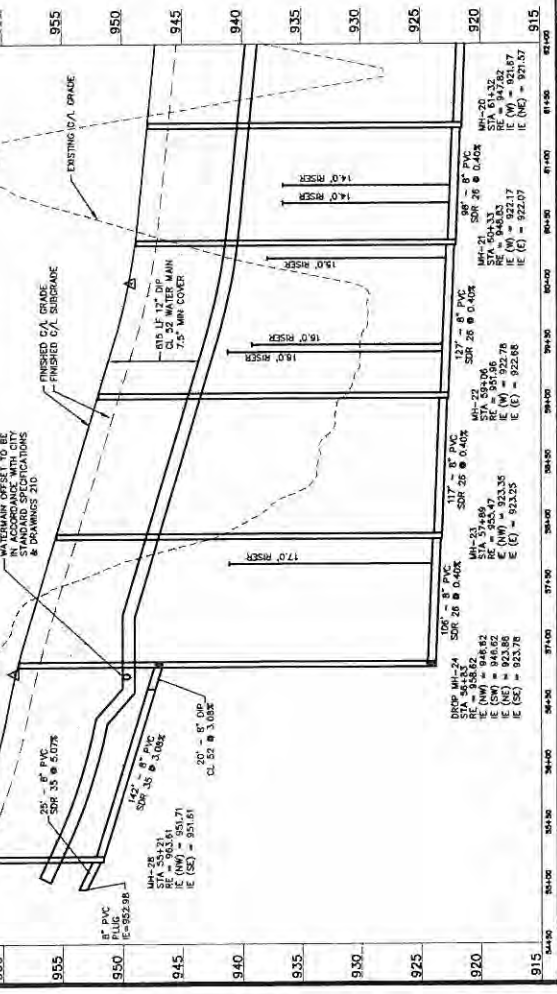 955
950
945
940
935
930
925
920
915
WATERMAIN OFFSET TO BE
IN ACCORDANCE WITH CITY
STANDARD SPECIFICATIONS
& DRAWINGS 210
FINISHED C/L GRADE
FINISHED C/L SUBGRADE
EXISTING C/L GRADE
615 LF 12" DIP
CL 52 WATER MAIN
7.5' MIN COVER
25' - 8" PVC
SDR 35 @ 5.07%
8" PVC
PLUG
IE=952.98
142' - 8" PVC
SDR 35 @ 3.08%
20' - 8" DIP
CL 52 @ 3.08%
MH-28
STA 55+21
RE = 963.61
IE (NW) = 951.71
IE (SE) = 951.61
17.0' RISER
16.0' RISER
16.0' RISER
15.0' RISER
14.0' RISER
14.0' RISER
106' - 8" PVC
SDR 26 @ 0.40%
117' - 8" PVC
SDR 26 @ 0.40%
127' - 8" PVC
SDR 26 @ 0.40%
98' - 8" PVC
SDR 26 @ 0.40%
DROP MH-24
STA 56+83
RE = 958.62
IE (NW) = 946.62
IE (SW) = 946.62
IE (NE) = 923.88
IE (SE) = 923.78
MH-23
STA 57+89
RE = 955.47
IE (NW) = 923.35
IE (E) = 923.25
MH-22
STA 59+06
RE = 951.96
IE (W) = 922.78
IE (E) = 922.68
MH-21
STA 60+33
RE = 948.83
IE (W) = 922.17
IE (E) = 922.07
MH-20
STA 61+32
RE = 947.82
IE (W) = 921.67
IE (NE) = 921.57
955
950
945
940
935
930
925
920
915
54+50
55+00
55+50
56+00
56+50
57+00
57+50
58+00
58+50
59+00
59+50
60+00
60+50
61+00
61+50
62+00